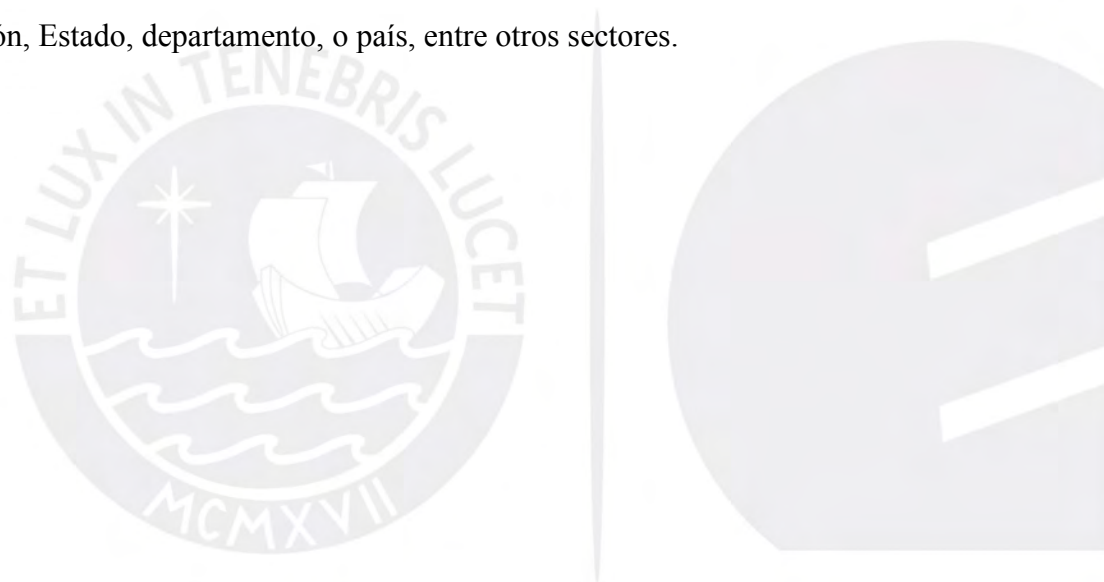 ón, Estado, departamento, o país, entre otros sectores.
ET LUX IN TENEBRIS LUCET
MCMXVII